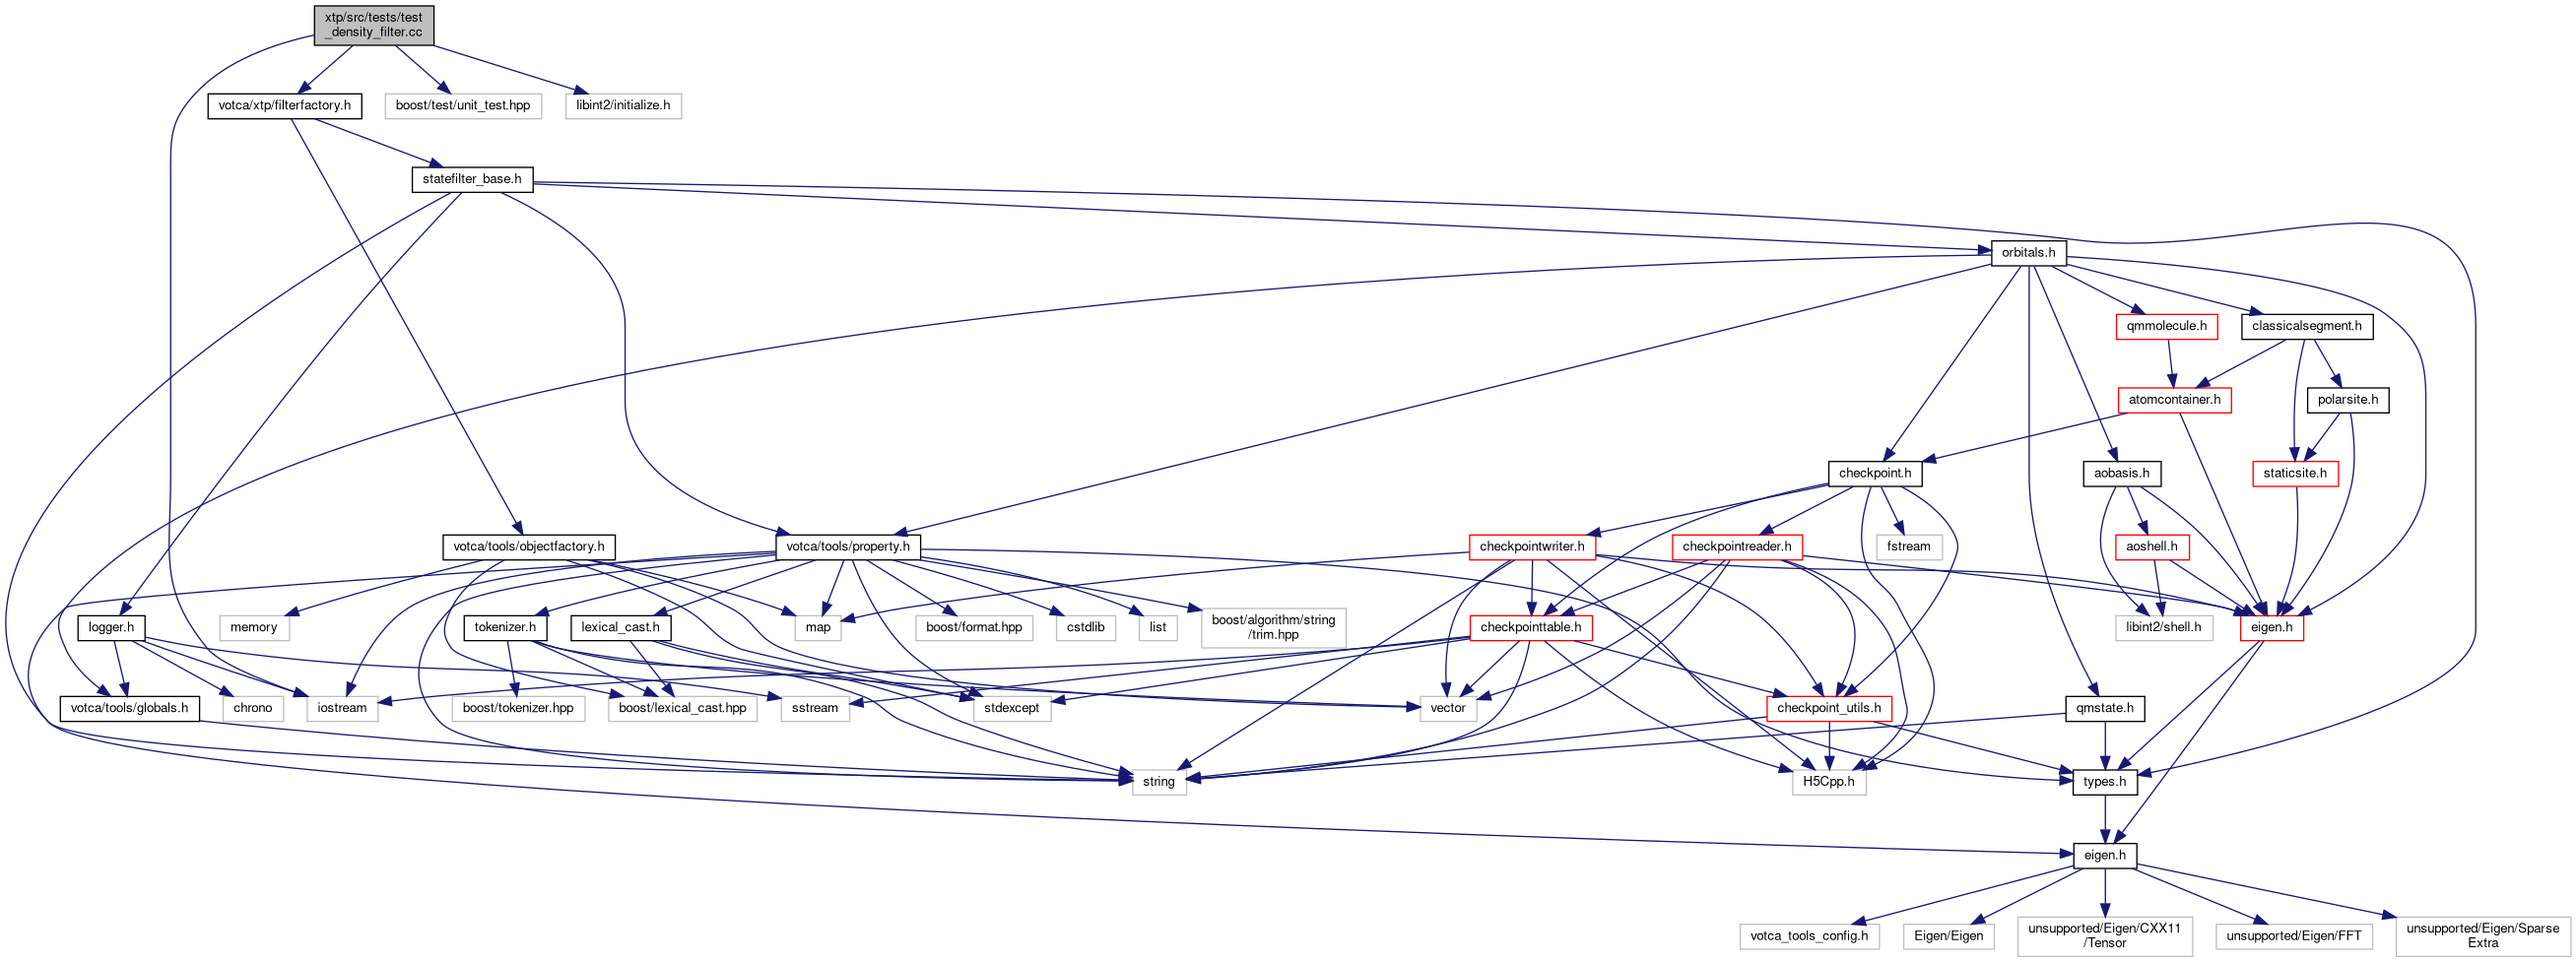 xtp/src/tests/test
_density_filter.cc
votca/xtp/filterfactory.h
boost/test/unit_test.hpp
libint2/initialize.h
statefilter_base.h
orbitals.h
qmmolecule.h
classicalsegment.h
atomcontainer.h
polarsite.h
checkpoint.h
aobasis.h
staticsite.h
votca/tools/objectfactory.h
votca/tools/property.h
checkpointwriter.h
checkpointreader.h
fstream
aoshell.h
logger.h
memory
tokenizer.h
lexical_cast.h
map
boost/format.hpp
cstdlib
list
boost/algorithm/string
/trim.hpp
checkpointtable.h
libint2/shell.h
eigen.h
votca/tools/globals.h
chrono
iostream
boost/tokenizer.hpp
boost/lexical_cast.hpp
sstream
stdexcept
vector
checkpoint_utils.h
qmstate.h
string
H5Cpp.h
types.h
eigen.h
votca_tools_config.h
Eigen/Eigen
unsupported/Eigen/CXX11
/Tensor
unsupported/Eigen/FFT
unsupported/Eigen/Sparse
Extra